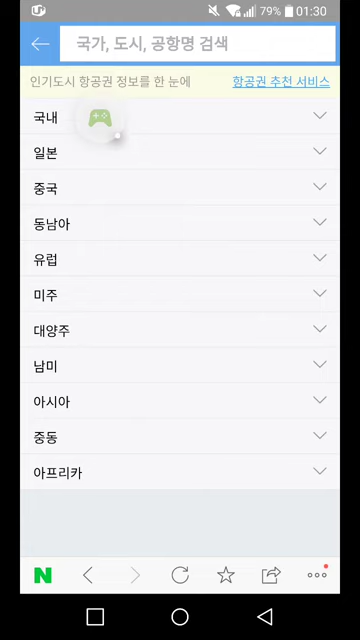 79% 01:30
국가, 도시, 공항명 검색
인기도시 항공권 정보를 한 눈에 항공권 추천 서비스
국내
일본
중국
동남아
유럽
미주
대양주
남미
아시아
중동
아프리카
N